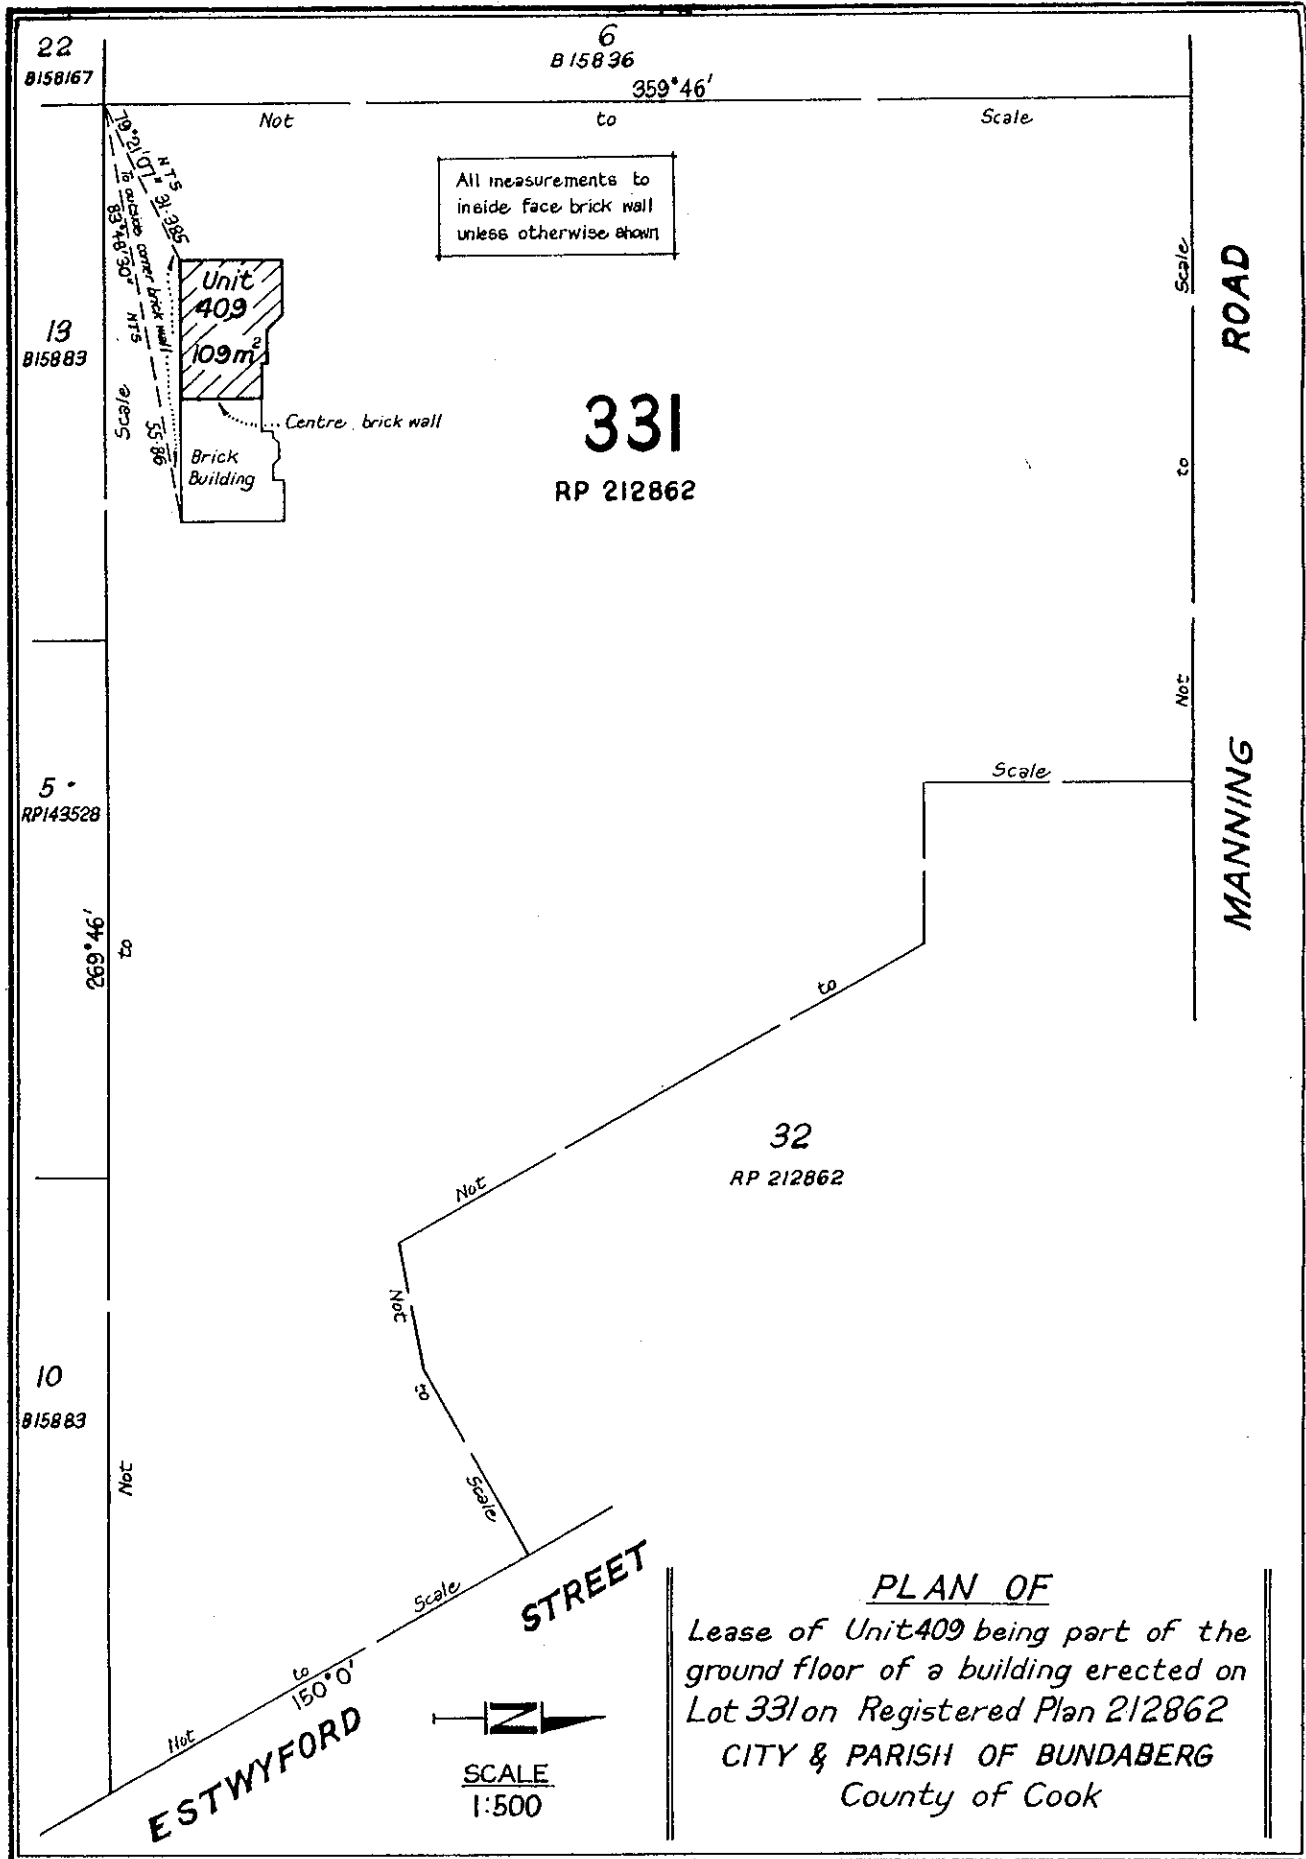 22
B158167
6
B15836
359°46'
Not to Scale
All measurements to
inside face brick wall
unless otherwise shown
79°21'07" 31·385
NTS
To outside corner brick wall
83°48'30" NTS 55·86
Unit
409
109m²
13
B15883
Scale
Centre brick wall
Brick
Building
331
RP 212862
Scale
to
Not
MANNING ROAD
5
RP143528
Scale
269°46'
to
to
32
RP 212862
Not
Not
to
Scale
10
B15883
Not
Scale
to
150°0'
Not
ESTWYFORD STREET
N
SCALE
1:500
PLAN OF
Lease of Unit 409 being part of the
ground floor of a building erected on
Lot 331 on Registered Plan 212862
CITY & PARISH OF BUNDABERG
County of Cook